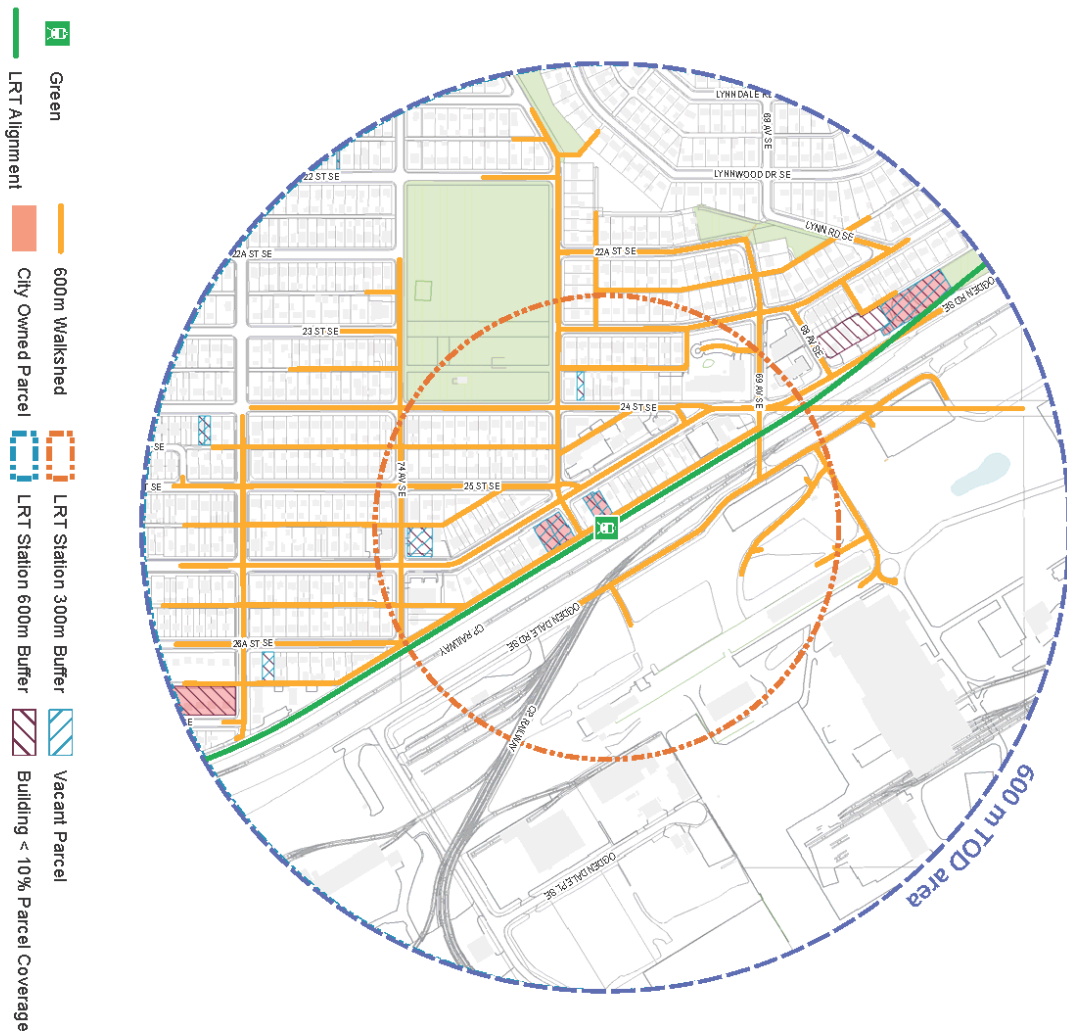 LYNNDALE
69 AV SE
22 ST SE
LYNNWOOD DR SE
LYNN RD SE
22A ST SE
22A ST SE
OGDEN RD SE
23 ST SE
68 AV SE
69 AV SE
24 ST SE
SE
SE
74 AV SE
25 ST SE
CP RAILWAY
OGDEN DALE RD SE
26A ST SE
CP RAILWAY
E
OGDENDALE PL SE
600 m TOD area
Green
LRT Alignment
600m Walkshed
City Owned Parcel
LRT Station 300m Buffer
LRT Station 600m Buffer
Vacant Parcel
Building < 10% Parcel Coverage